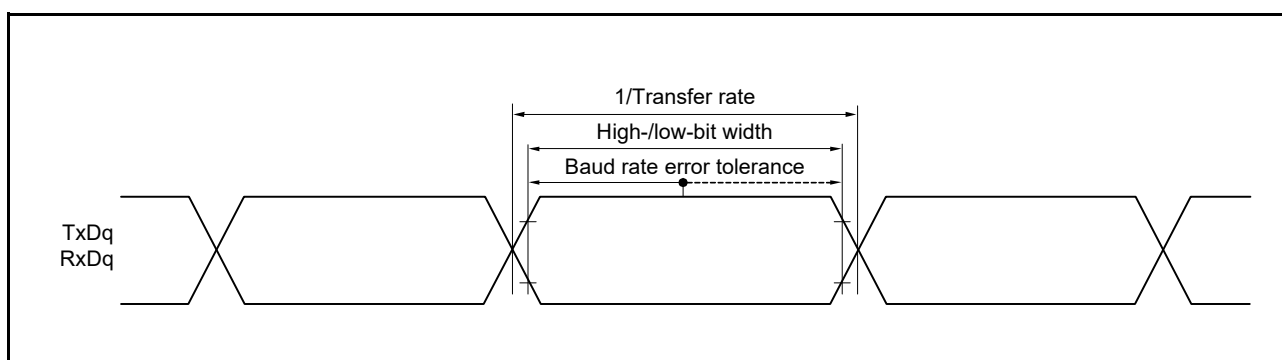 1/Transfer rate
High-/low-bit width
Baud rate error tolerance
TxDq
RxDq